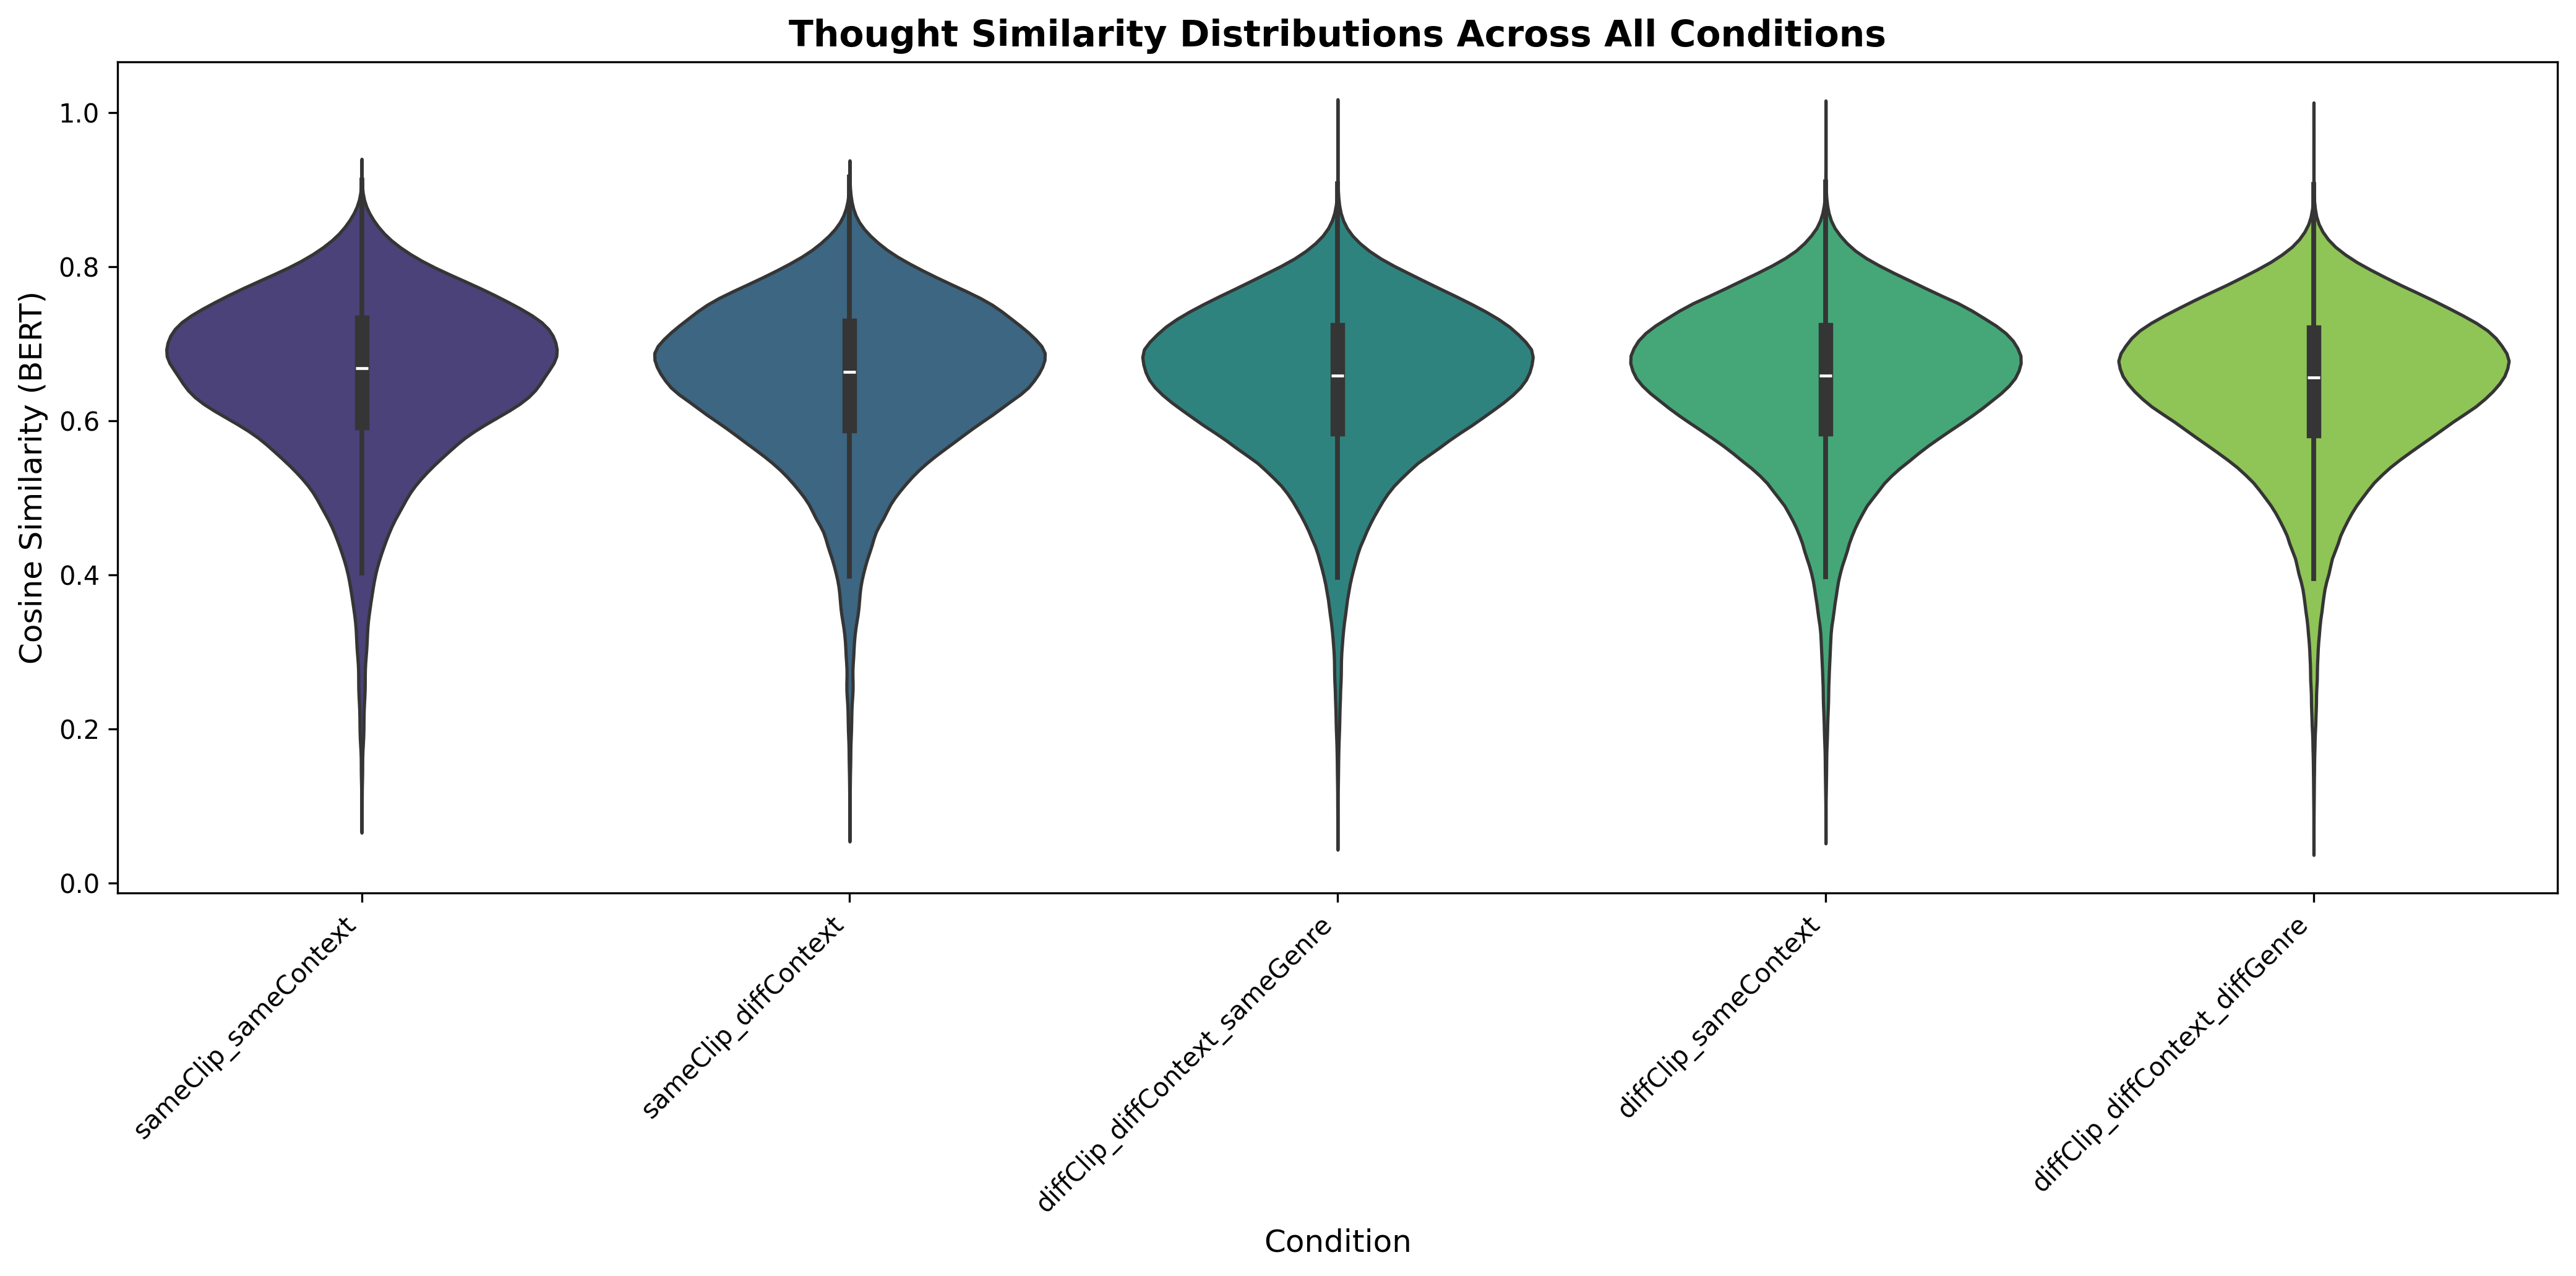 Thought Similarity Distributions Across All Conditions
Cosine Similarity (BERT)
1.0
0.8
0.6
0.4
0.2
0.0
sameClip_sameContext
sameClip_diffContext
diffClip_diffContext_sameGenre
diffClip_sameContext
diffClip_diffContext_diffGenre
Condition